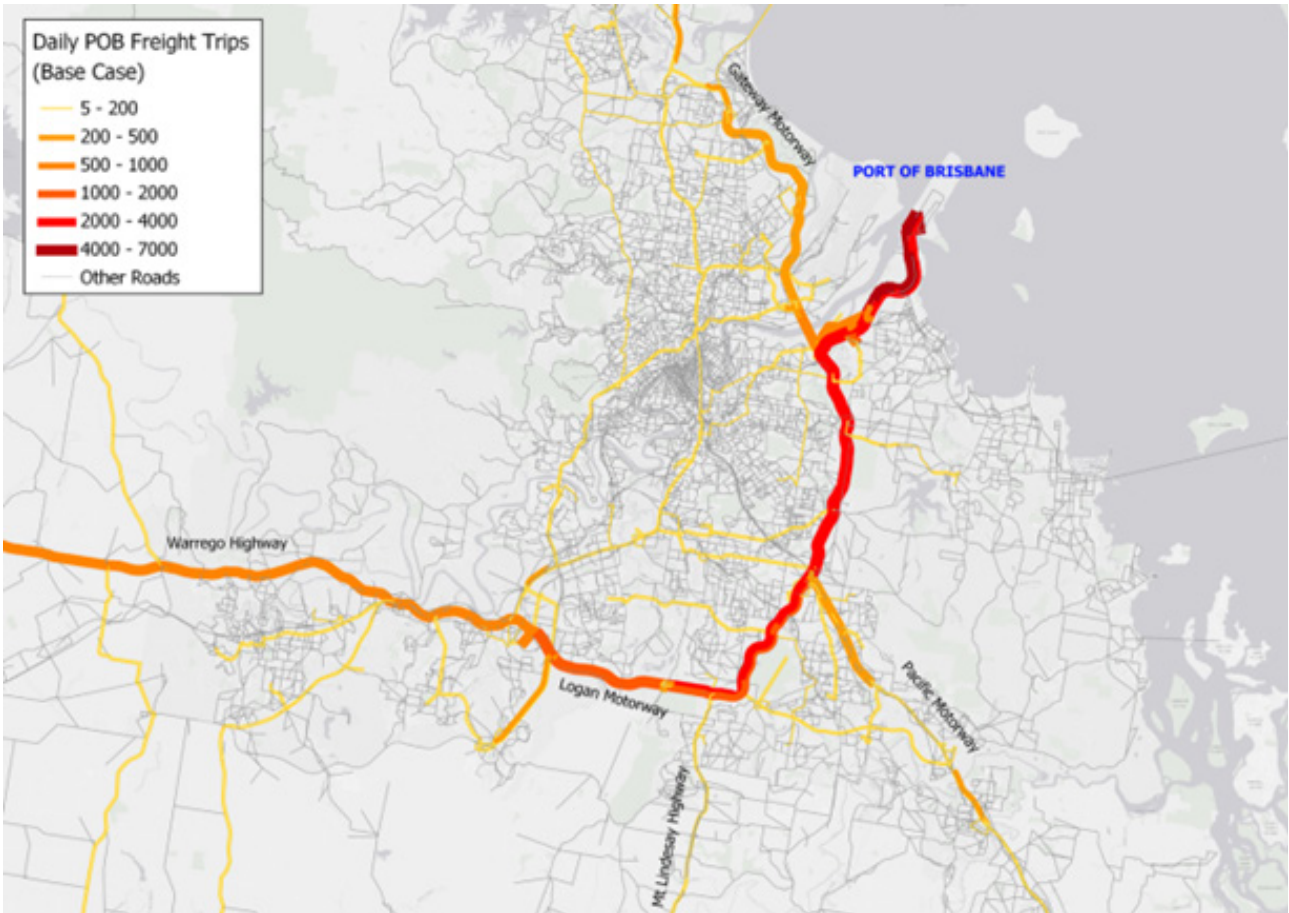 Daily POB Freight Trips
(Base Case)
5 - 200
200 - 500
500 - 1000
1000 - 2000
2000 - 4000
4000 - 7000
Other Roads
Gateway Motorway
PORT OF BRISBANE
Warrego Highway
Logan Motorway
Pacific Motorway
Mt Lindesay Highway